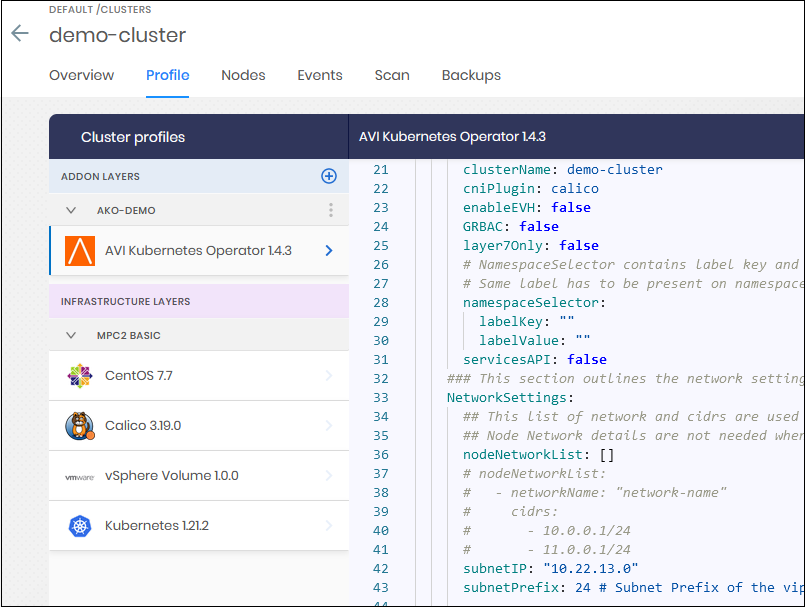 DEFAULT /CLUSTERS
demo-cluster
Overview Profile Nodes Events Scan Backups
Cluster profiles
ADDON LAYERS
AKO-DEMO
AVI Kubernetes Operator 1.4.3
INFRASTRUCTURE LAYERS
MPC2 BASIC
CentOS 7.7
Calico 3.19.0
vmware vSphere Volume 1.0.0
Kubernetes 1.21.2
AVI Kubernetes Operator 1.4.3
21 clusterName: demo-cluster
22 cniPlugin: calico
23 enableEVH: false
24 GRBAC: false
25 layer7Only: false
26 # NamespaceSelector contains label key and
27 # Same label has to be present on namespace
28 namespaceSelector:
29 labelKey: ""
30 labelValue: ""
31 servicesAPI: false
32 ### This section outlines the network setting
33 NetworkSettings:
34 ## This list of network and cidrs are used
35 ## Node Network details are not needed when
36 nodeNetworkList: []
37 # nodeNetworkList:
38 # - networkName: "network-name"
39 # cidrs:
40 # - 10.0.0.1/24
41 # - 11.0.0.1/24
42 subnetIP: "10.22.13.0"
43 subnetPrefix: 24 # Subnet Prefix of the vip